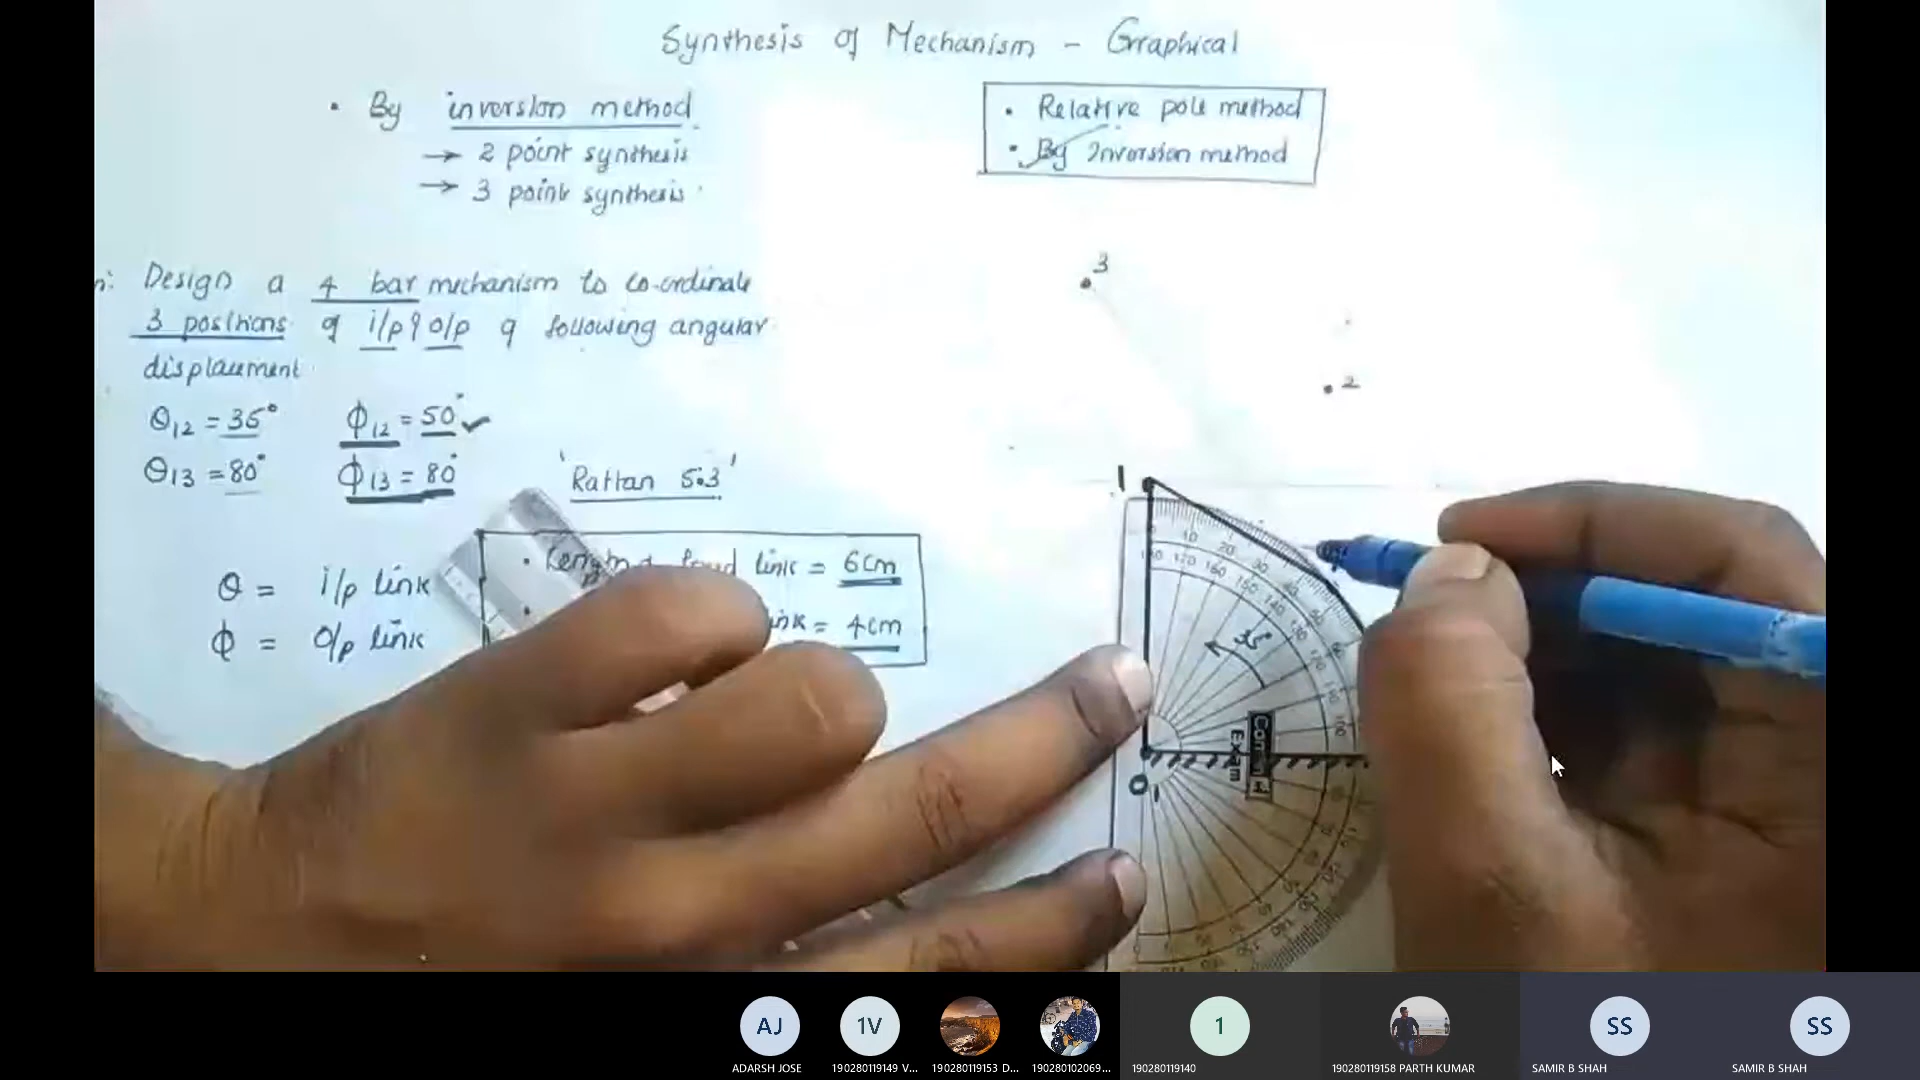 Synthesis of Mechanism - Graphical
• By inversion method
→ 2 point synthesis
→ 3 point synthesis
• Relative pole method
• By Inversion method
Design a 4 bar mechanism to co-ordinate
3 positions of i/p & o/p of following angular
displacement
θ12 = 35° ϕ12 = 50°
θ13 = 80° ϕ13 = 80°
'Rattan 5.3'
θ = i/p link
ϕ = o/p link
link = 6cm
= 4cm
3
2
1
35
O1
Exam
AJ
ADARSH JOSE
1V
190280119149 V...
190280119153 D...
190280102069...
1
190280119140
190280119158 PARTH KUMAR
SS
SAMIR B SHAH
SS
SAMIR B SHAH